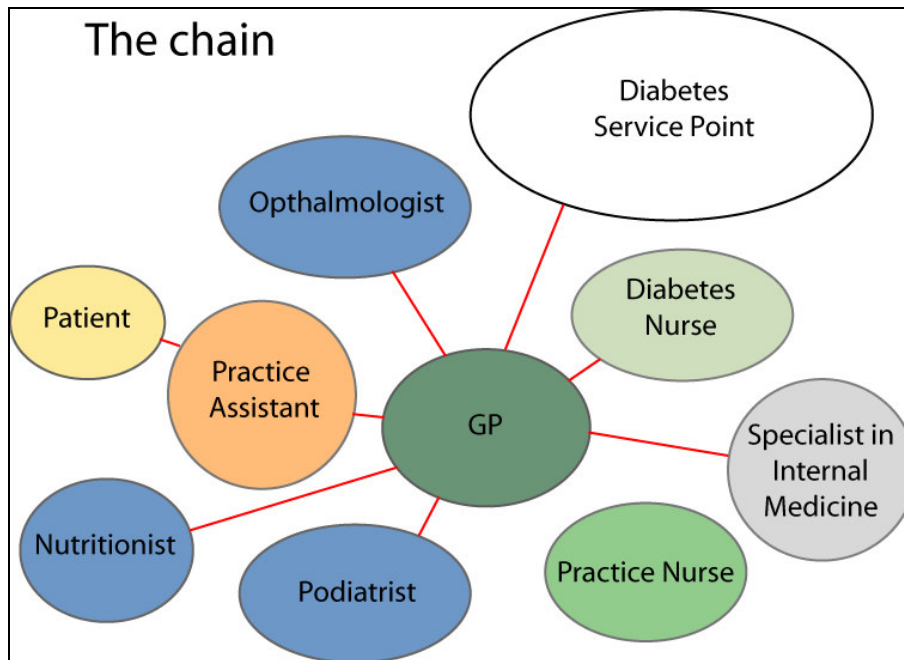 The chain
Diabetes
Service Point
Opthalmologist
Diabetes
Nurse
Patient
Practice
Assistant
GP
Specialist in
Internal
Medicine
Nutritionist
Podiatrist
Practice Nurse